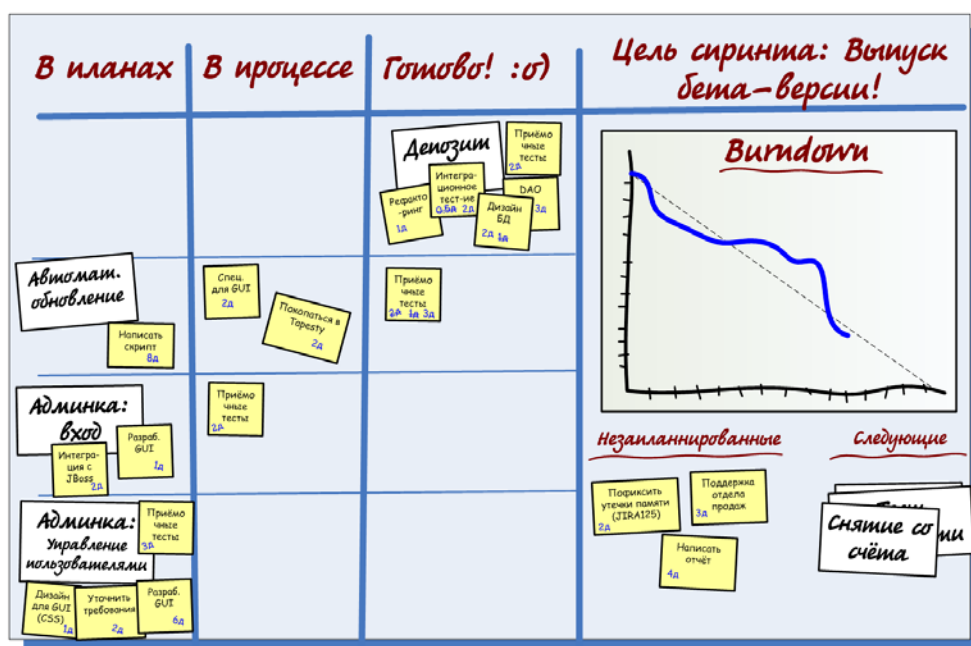 В планах
В процессе
Готово! :о)
Цель спринта: Выпуск
бета-версии!
Депозит
Приёмо
чные
тесты
2д
Интегра-
ционное
тест-ие
0.5д 2д
Рефакто
-ринг
1д
DAO
3д
Дизайн
БД
2д 1д
Burndown
Автомат.
обновление
Написать
скрипт
8д
Спец.
для GUI
2д
Покопаться в
Tapesty
2д
Приёмо
чные
тесты
2д 1д 3д
Админка:
вход
Интегра-
ция с
JBoss
2д
Разраб.
GUI
1д
Приёмо
чные
тесты
2д
Незапланнированные
Следующие
Пофиксить
утечки памяти
(JIRA125)
2д
Поддержка
отдела
продаж
3д
Написать
отчёт
4д
Снятие со
счёта
Админка:
Управление
пользователями
Приёмо
чные
тесты
3д
Дизайн
для GUI
(CSS)
1д
Уточнить
требования
2д
Разраб.
GUI
6д